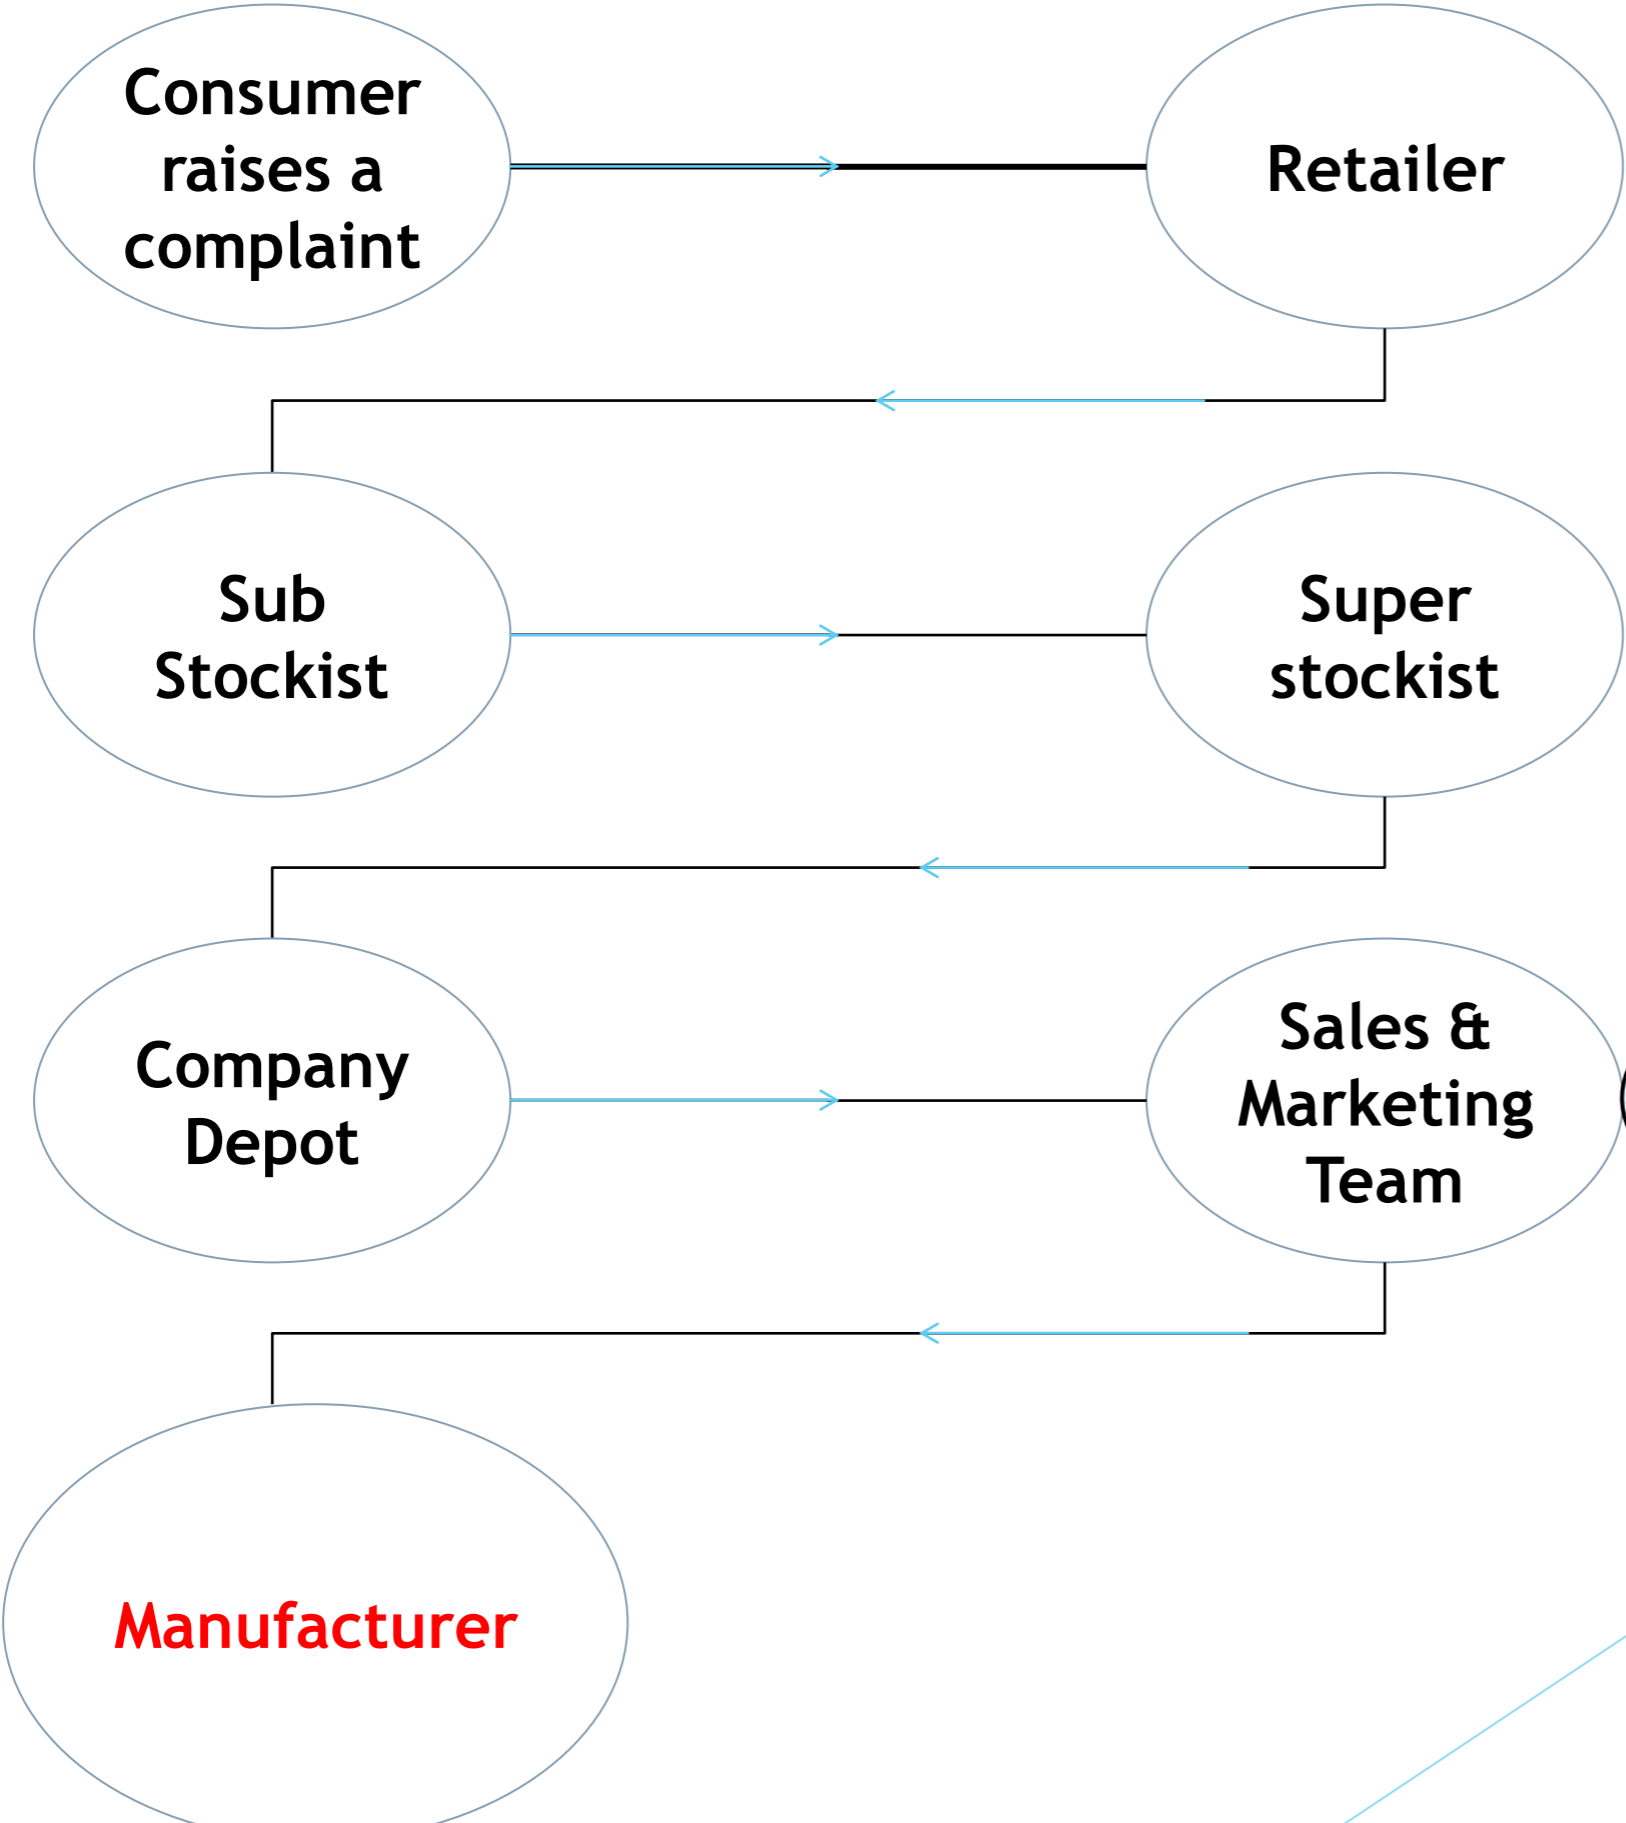 Consumer
raises a
complaint
Retailer
Sub
Stockist
Super
stockist
Company
Depot
Sales &
Marketing
Team
Manufacturer